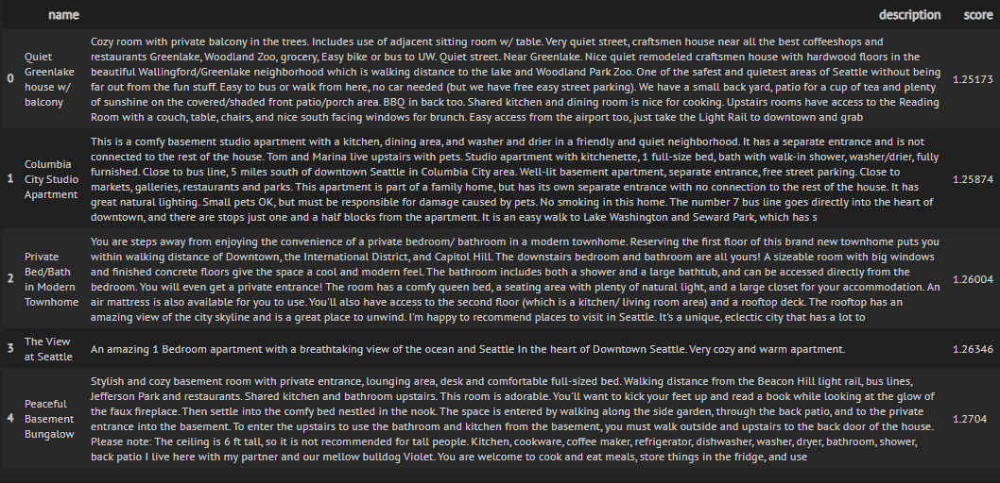 name description score
0
Quiet
Greenlake
house w/
balcony
Cozy room with private balcony in the trees. Includes use of adjacent sitting room w/ table. Very quiet street, craftsmen house near all the best coffeeshops and
restaurants Greenlake, Woodland Zoo, grocery, Easy bike or bus to UW. Quiet street. Near Greenlake. Nice quiet remodeled craftsmen house with hardwood floors in the
beautiful Wallingford/Greenlake neighborhood which is walking distance to the lake and Woodland Park Zoo. One of the safest and quietest areas of Seattle without being
far out from the fun stuff. Easy to bus or walk from here, no car needed (but we have free easy street parking). We have a small back yard, patio for a cup of tea and plenty
of sunshine on the covered/shaded front patio/porch area. BBQ in back too. Shared kitchen and dining room is nice for cooking. Upstairs rooms have access to the Reading
Room with a couch, table, chairs, and nice south facing windows for brunch. Easy access from the airport too, just take the Light Rail to downtown and grab
1.25173
1
Columbia
City Studio
Apartment
This is a comfy basement studio apartment with a kitchen, dining area, and washer and drier in a friendly and quiet neighborhood. It has a separate entrance and is
not connected to the rest of the house. Tom and Marina live upstairs with pets. Studio apartment with kitchenette, 1 full-size bed, bath with walk-in shower, washer/drier, fully
furnished. Close to bus line, 5 miles south of downtown Seattle in Columbia City area. Well-lit basement apartment, separate entrance, free street parking. Close to
markets, galleries, restaurants and parks. This apartment is part of a family home, but has its own separate entrance with no connection to the rest of the house. It has
great natural lighting. Small pets OK, but must be responsible for damage caused by pets. No smoking in this home. The number 7 bus line goes directly into the heart of
downtown, and there are stops just one and a half blocks from the apartment. It is an easy walk to Lake Washington and Seward Park, which has s
1.25874
2
Private
Bed/Bath
in Modern
Townhome
You are steps away from enjoying the convenience of a private bedroom/ bathroom in a modern townhome. Reserving the first floor of this brand new townhome puts you
within walking distance of Downtown, the International District, and Capitol Hill. The downstairs bedroom and bathroom are all yours! A sizeable room with big windows
and finished concrete floors give the space a cool and modern feel. The bathroom includes both a shower and a large bathtub, and can be accessed directly from the
bedroom. You will even get a private entrance! The room has a comfy queen bed, a seating area with plenty of natural light, and a large closet for your accommodation. An
air mattress is also available for you to use. You'll also have access to the second floor (which is a kitchen/ living room area) and a rooftop deck. The rooftop has an
amazing view of the city skyline and is a great place to unwind. I'm happy to recommend places to visit in Seattle. It's a unique, eclectic city that has a lot to
1.26004
3
The View
at Seattle
An amazing 1 Bedroom apartment with a breathtaking view of the ocean and Seattle In the heart of Downtown Seattle. Very cozy and warm apartment.
1.26346
4
Peaceful
Basement
Bungalow
Stylish and cozy basement room with private entrance, lounging area, desk and comfortable full-sized bed. Walking distance from the Beacon Hill light rail, bus lines,
Jefferson Park and restaurants. Shared kitchen and bathroom upstairs. This room is adorable. You'll want to kick your feet up and read a book while looking at the glow of
the faux fireplace. Then settle into the comfy bed nestled in the nook. The space is entered by walking along the side garden, through the back patio, and to the private
entrance into the basement. To enter the upstairs to use the bathroom and kitchen from the basement, you must walk outside and upstairs to the back door of the house.
Please note: The ceiling is 6 ft tall, so it is not recommended for tall people. Kitchen, cookware, coffee maker, refrigerator, dishwasher, washer, dryer, bathroom, shower,
back patio I live here with my partner and our mellow bulldog Violet. You are welcome to cook and eat meals, store things in the fridge, and use
1.2704